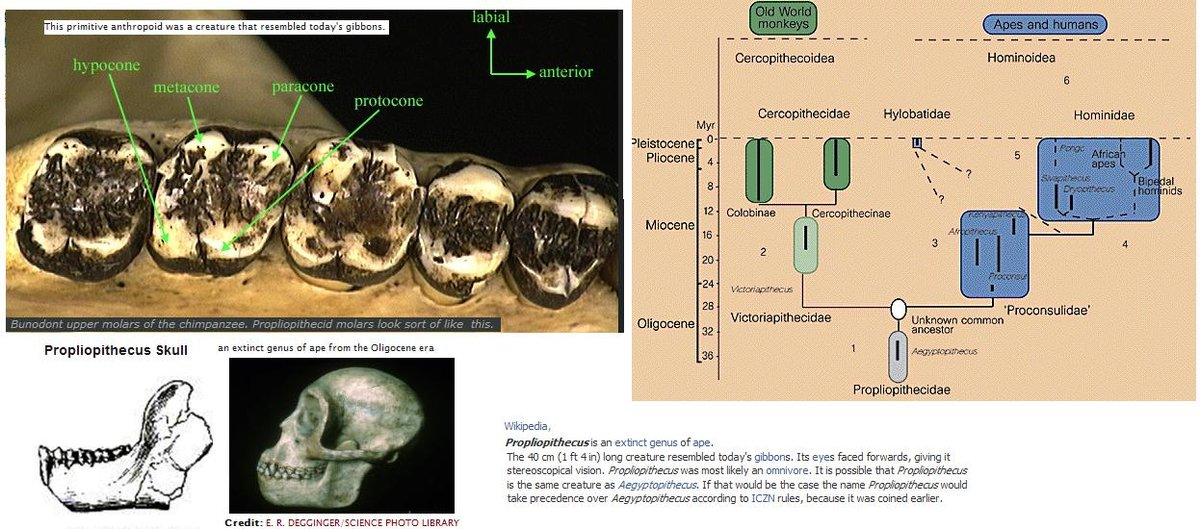 This primitive anthropoid was a creature that resembled today's gibbons.
labial
anterior
hypocone
metacone
paracone
protocone
Bunodont upper molars of the chimpanzee. Propliopithecid molars look sort of like this.
Propliopithecus Skull
an extinct genus of ape from the Oligocene era
Credit: E. R. DEGGINGER/SCIENCE PHOTO LIBRARY
Old World
monkeys
Apes and humans
Cercopithecoidea
Hominoidea
6
Cercopithecidae
Hylobatidae
Hominidae
Myr
Pleistocene
Pliocene
Miocene
Oligocene
0
4
8
12
16
20
24
28
32
36
Colobinae
Cercopithecinae
2
Victoriapithecus
Victoriapithecidae
?
?
5
Pongo
African
apes
Sivapithecus
Dryopithecus
Bipedal
hominids
Kenyapithecus
Afropithecus
3
4
Proconsul
'Proconsulidae'
Unknown common
ancestor
1
Aegyptopithecus
Propliopithecidae
Wikipedia,
Propliopithecus is an extinct genus of ape.
The 40 cm (1 ft 4 in) long creature resembled today's gibbons. Its eyes faced forwards, giving it
stereoscopical vision. Propliopithecus was most likely an omnivore. It is possible that Propliopithecus
is the same creature as Aegyptopithecus. If that would be the case the name Propliopithecus would
take precedence over Aegyptopithecus according to ICZN rules, because it was coined earlier.